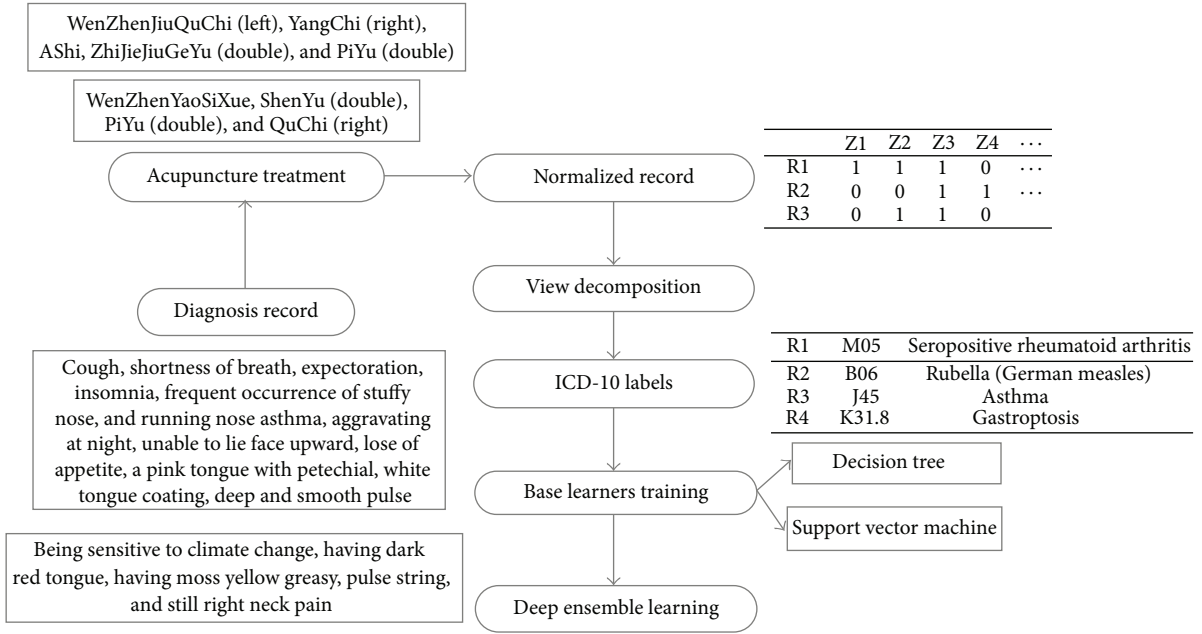 WenZhenJiuQuChi (left), YangChi (right),
AShi, ZhiJieJiuGeYu (double), and PiYu (double)
WenZhenYaoSiXue, ShenYu (double),
PiYu (double), and QuChi (right)
Acupuncture treatment
Diagnosis record
Cough, shortness of breath, expectoration,
insomnia, frequent occurrence of stuffy
nose, and running nose asthma, aggravating
at night, unable to lie face upward, lose of
appetite, a pink tongue with petechial, white
tongue coating, deep and smooth pulse
Being sensitive to climate change, having dark
red tongue, having moss yellow greasy, pulse string,
and still right neck pain
Normalized record
View decomposition
ICD-10 labels
Base learners training
Deep ensemble learning
Z1 Z2 Z3 Z4 · · ·
R1 1 1 1 0 · · ·
R2 0 0 1 1 · · ·
R3 0 1 1 0
R1 M05 Seropositive rheumatoid arthritis
R2 B06 Rubella (German measles)
R3 J45 Asthma
R4 K31.8 Gastroptosis
Decision tree
Support vector machine